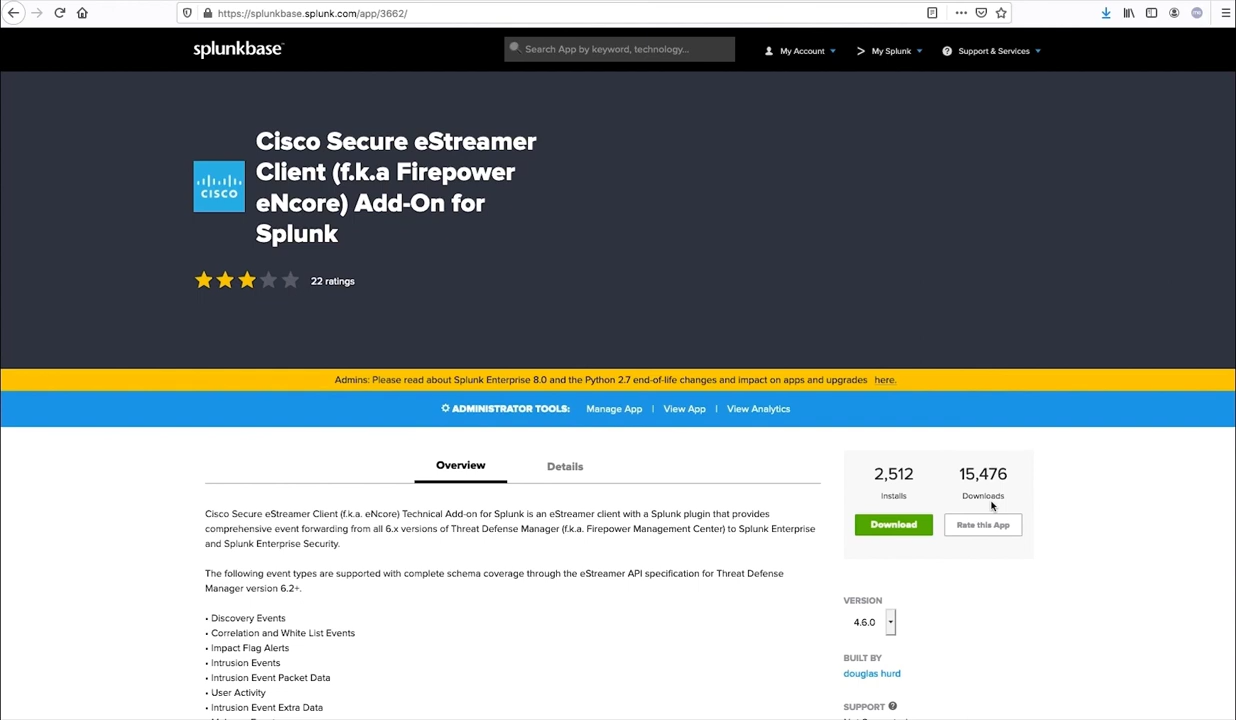 https://splunkbase.splunk.com/app/3662/
splunkbase™
Search App by keyword, technology...
My Account
My Splunk
Support & Services
CISCO
Cisco Secure eStreamer
Client (f.k.a Firepower
eNcore) Add-On for
Splunk
22 ratings
Admins: Please read about Splunk Enterprise 8.0 and the Python 2.7 end-of-life changes and impact on apps and upgrades here.
ADMINISTRATOR TOOLS: Manage App | View App | View Analytics
Overview
Details
2,512
15,476
Installs
Downloads
Download
Rate this App
Cisco Secure eStreamer Client (f.k.a. eNcore) Technical Add-on for Splunk is an eStreamer client with a Splunk plugin that provides
comprehensive event forwarding from all 6.x versions of Threat Defense Manager (f.k.a. Firepower Management Center) to Splunk Enterprise
and Splunk Enterprise Security.
The following event types are supported with complete schema coverage through the eStreamer API specification for Threat Defense
Manager version 6.2+.
• Discovery Events
• Correlation and White List Events
• Impact Flag Alerts
• Intrusion Events
• Intrusion Event Packet Data
• User Activity
• Intrusion Event Extra Data
VERSION
4.6.0
BUILT BY
douglas hurd
SUPPORT